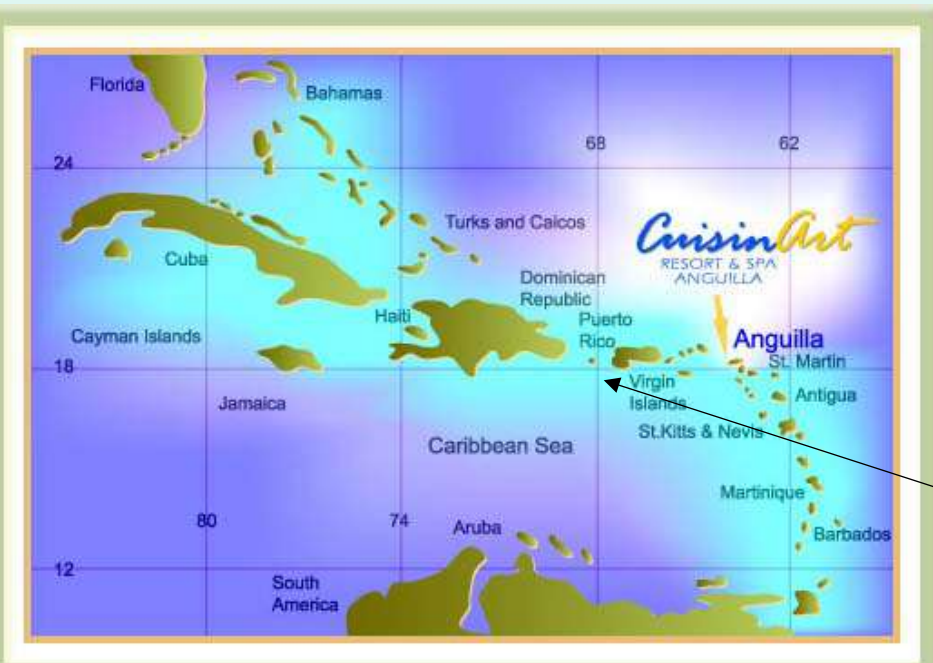 Florida
Bahamas
68
62
24
Turks and Caicos
CuisinArt
RESORT & SPA
ANGUILLA
Cuba
Dominican
Republic
Haiti
Puerto
Rico
Cayman Islands
Anguilla
St. Martin
18
Virgin
Islands
Antigua
Jamaica
St.Kitts & Nevis
Caribbean Sea
Martinique
80
74
Aruba
Barbados
12
South
America